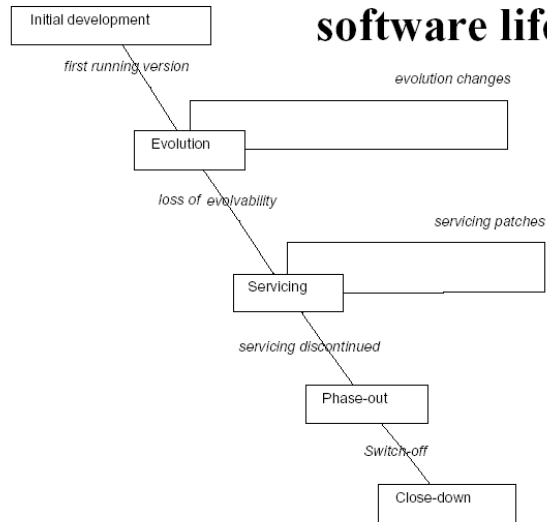 Initial development
software life
first running version
evolution changes
Evolution
loss of evolvability
servicing patches
Servicing
servicing discontinued
Phase-out
Switch-off
Close-down